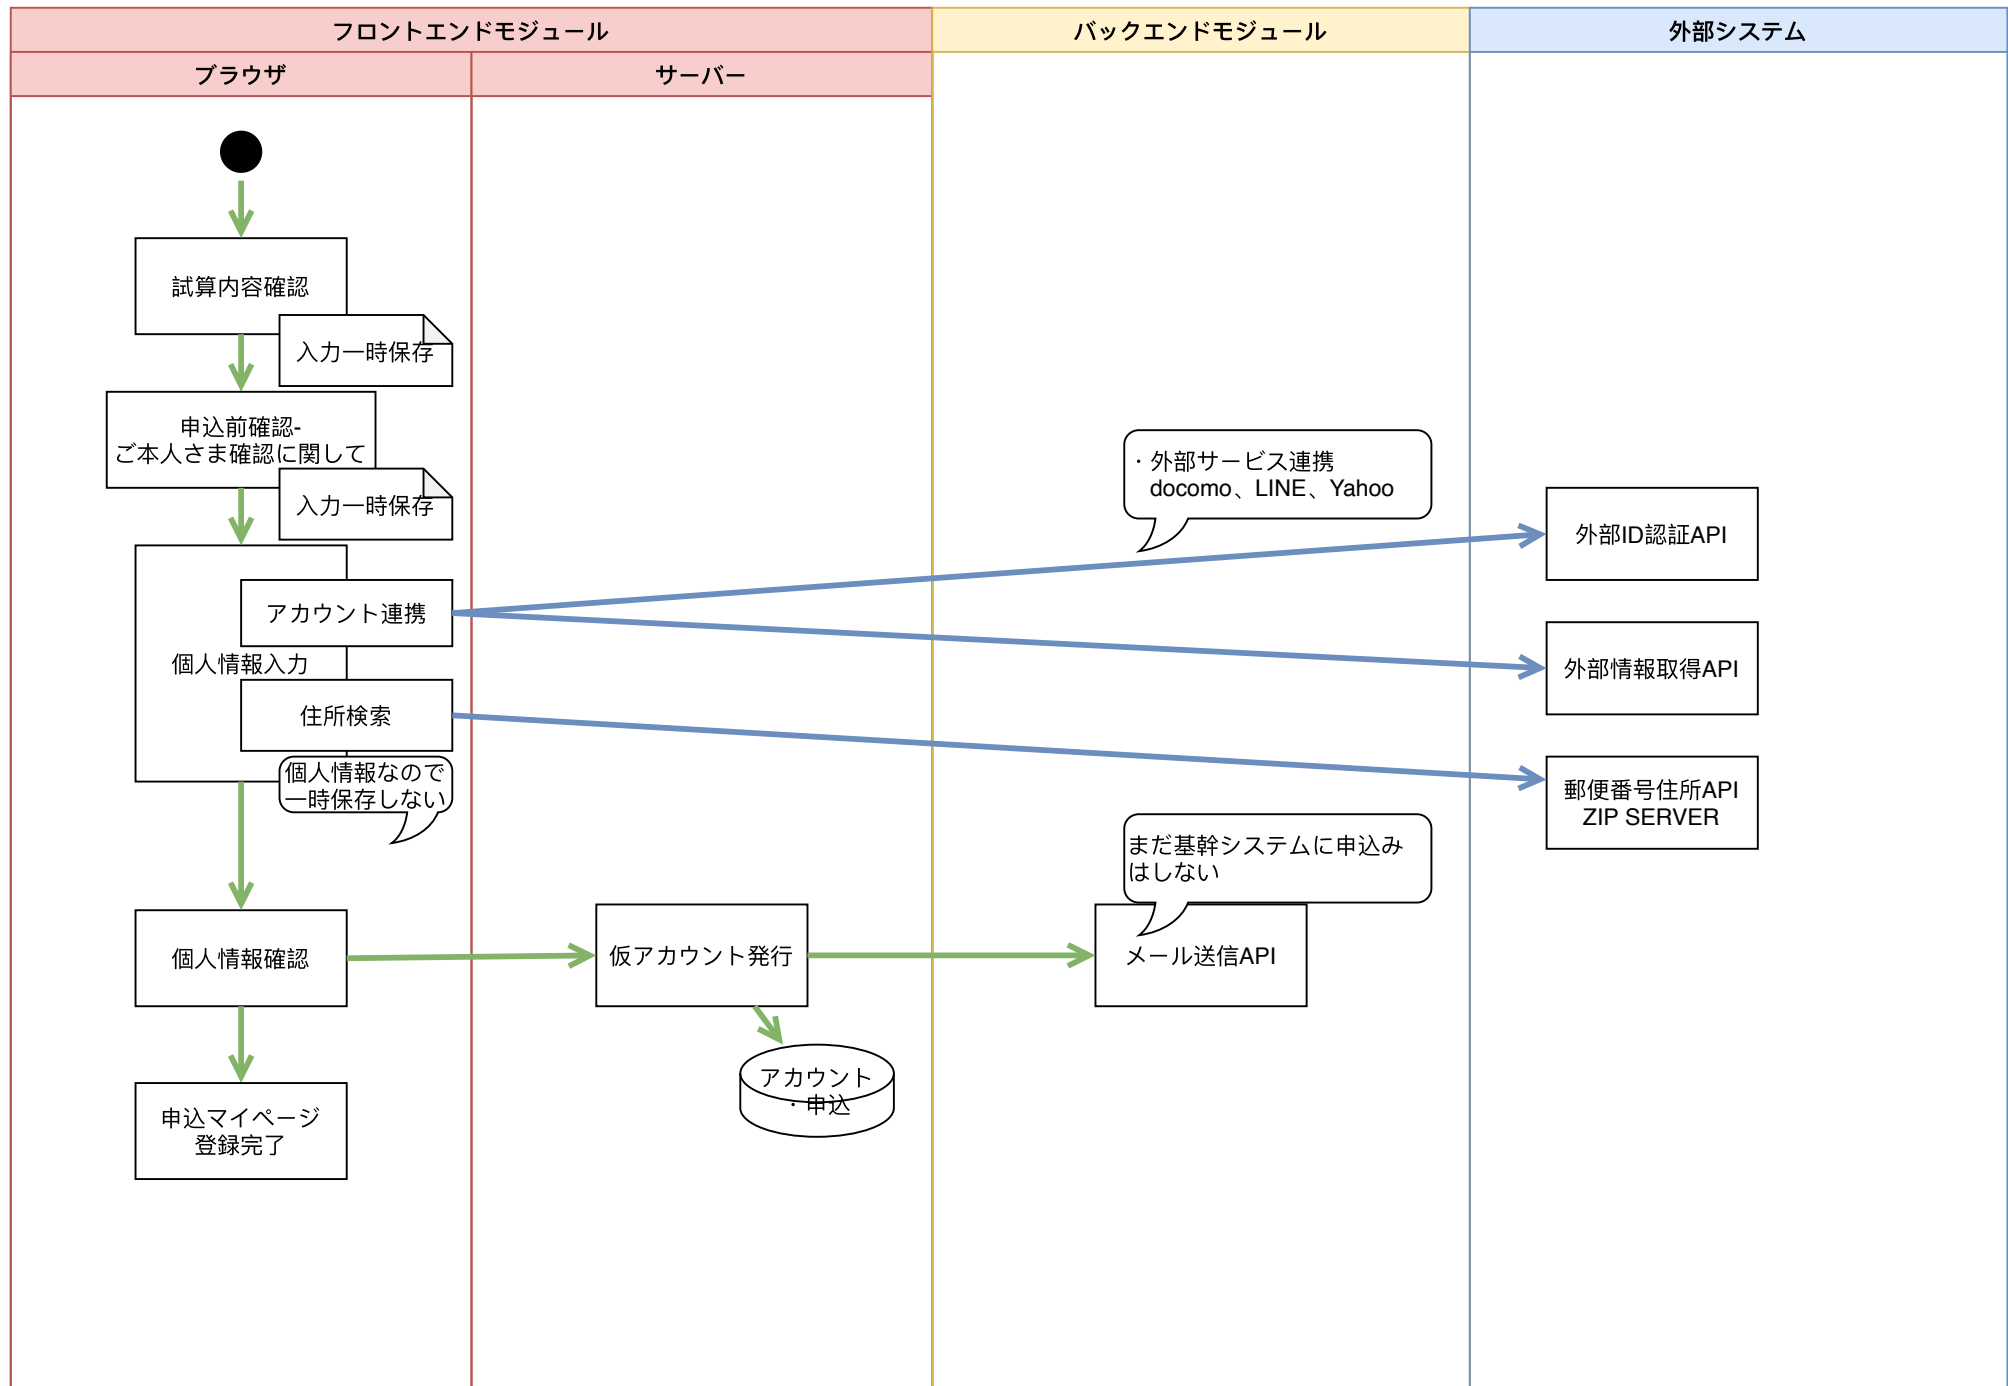 フロントエンドモジュール
バックエンドモジュール
外部システム
ブラウザ
サーバー
試算内容確認
入力一時保存
申込前確認-
ご本人さま確認に関して
入力一時保存
・外部サービス連携
docomo、LINE、Yahoo
外部ID認証API
アカウント連携
個人情報入力
外部情報取得API
住所検索
個人情報なので
一時保存しない
郵便番号住所API
ZIP SERVER
まだ基幹システムに申込み
はしない
個人情報確認
仮アカウント発行
メール送信API
アカウント
・申込
申込マイページ
登録完了